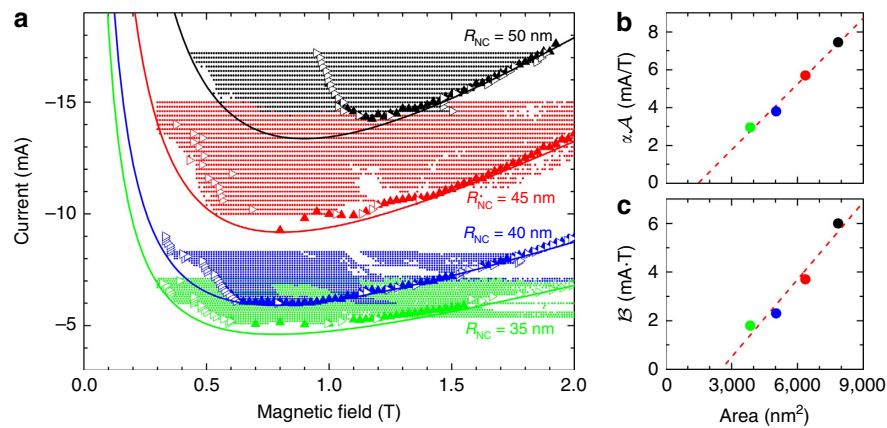 a
R_NC = 50 nm
R_NC = 45 nm
R_NC = 40 nm
R_NC = 35 nm
Current (mA)
−15
−10
−5
0.0 0.5 1.0 1.5 2.0
Magnetic field (T)
b
α𝒜 (mA/T)
8
6
4
2
0
c
ℬ (mA·T)
6
4
2
0
0 3,000 6,000 9,000
Area (nm²)